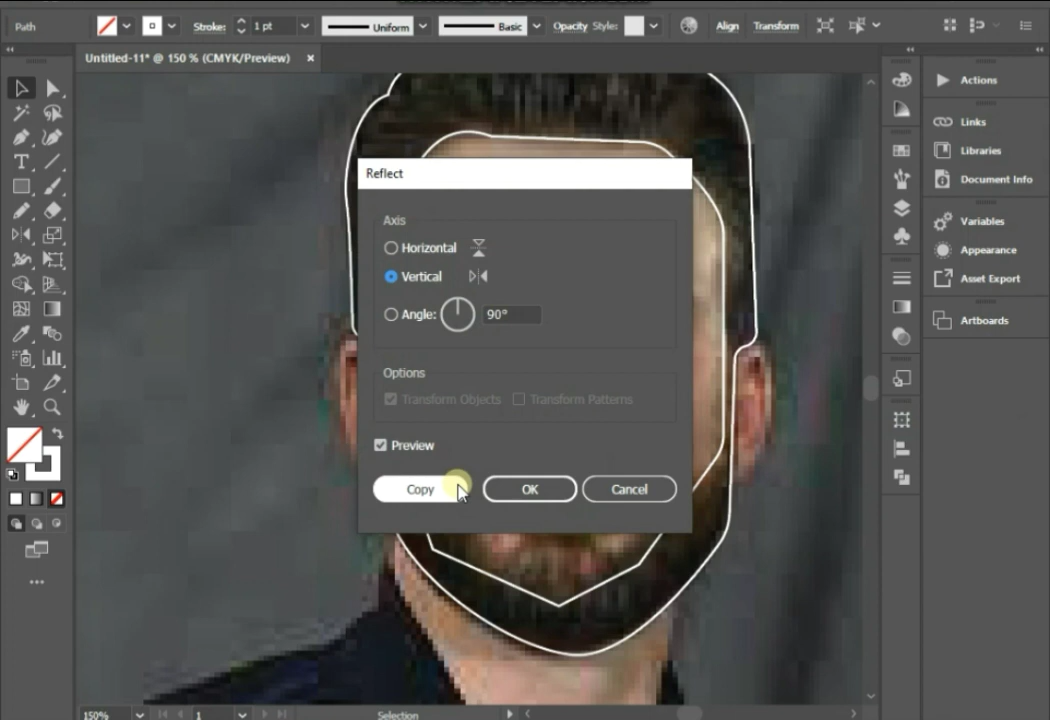 Path
Stroke:
1 pt
Uniform
Basic
Opacity
Style:
Align
Transform
Untitled-11* @ 150 % (CMYK/Preview)
Actions
Links
Libraries
Document Info
Variables
Appearance
Asset Export
Artboards
Reflect
Axis
Horizontal
Vertical
Angle:
90°
Options
Transform Objects
Transform Patterns
Preview
Copy
OK
Cancel
150%
1
Selection